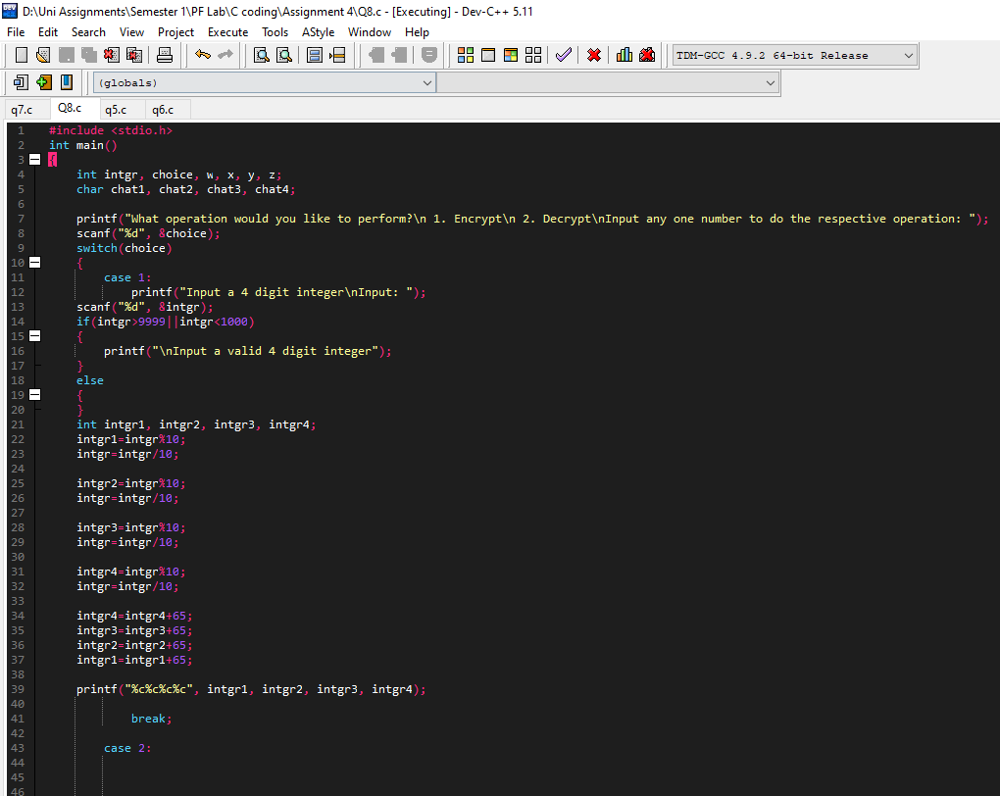 D:\Uni Assignments\Semester 1\PF Lab\C coding\Assignment 4\Q8.c - [Executing] - Dev-C++ 5.11
File Edit Search View Project Execute Tools AStyle Window Help
TDM-GCC 4.9.2 64-bit Release
(globals)
q7.c Q8.c q5.c q6.c
1 #include <stdio.h>
2 int main()
3 {
4 int intgr, choice, w, x, y, z;
5 char chat1, chat2, chat3, chat4;
6
7 printf("What operation would you like to perform?\n 1. Encrypt\n 2. Decrypt\nInput any one number to do the respective operation: ");
8 scanf("%d", &choice);
9 switch(choice)
10 {
11 case 1:
12 printf("Input a 4 digit integer\nInput: ");
13 scanf("%d", &intgr);
14 if(intgr>9999||intgr<1000)
15 {
16 printf("\nInput a valid 4 digit integer");
17 }
18 else
19 {
20 }
21 int intgr1, intgr2, intgr3, intgr4;
22 intgr1=intgr%10;
23 intgr=intgr/10;
24
25 intgr2=intgr%10;
26 intgr=intgr/10;
27
28 intgr3=intgr%10;
29 intgr=intgr/10;
30
31 intgr4=intgr%10;
32 intgr=intgr/10;
33
34 intgr4=intgr4+65;
35 intgr3=intgr3+65;
36 intgr2=intgr2+65;
37 intgr1=intgr1+65;
38
39 printf("%c%c%c%c", intgr1, intgr2, intgr3, intgr4);
40
41 break;
42
43 case 2:
44
45
46